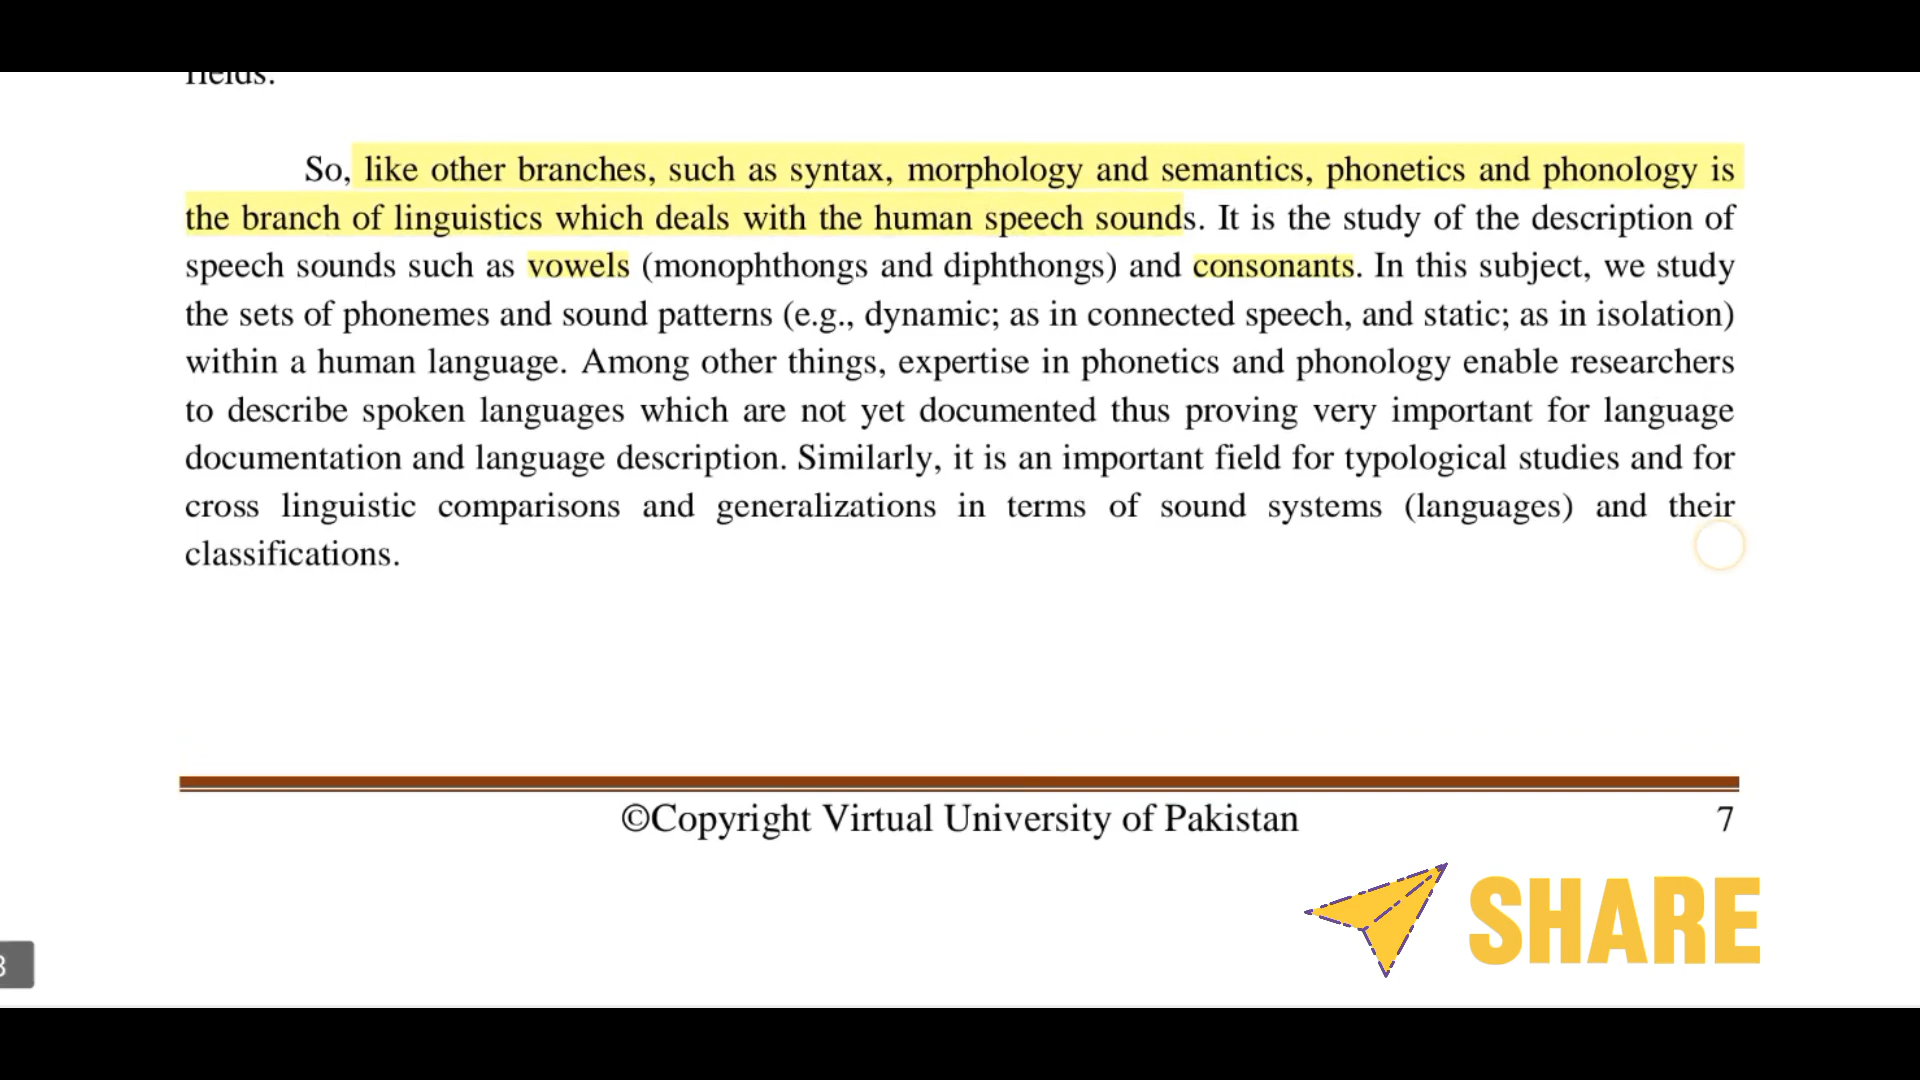 fields.
So, like other branches, such as syntax, morphology and semantics, phonetics and phonology is
the branch of linguistics which deals with the human speech sounds. It is the study of the description of
speech sounds such as vowels (monophthongs and diphthongs) and consonants. In this subject, we study
the sets of phonemes and sound patterns (e.g., dynamic; as in connected speech, and static; as in isolation)
within a human language. Among other things, expertise in phonetics and phonology enable researchers
to describe spoken languages which are not yet documented thus proving very important for language
documentation and language description. Similarly, it is an important field for typological studies and for
cross linguistic comparisons and generalizations in terms of sound systems (languages) and their
classifications.
©Copyright Virtual University of Pakistan 7
SHARE